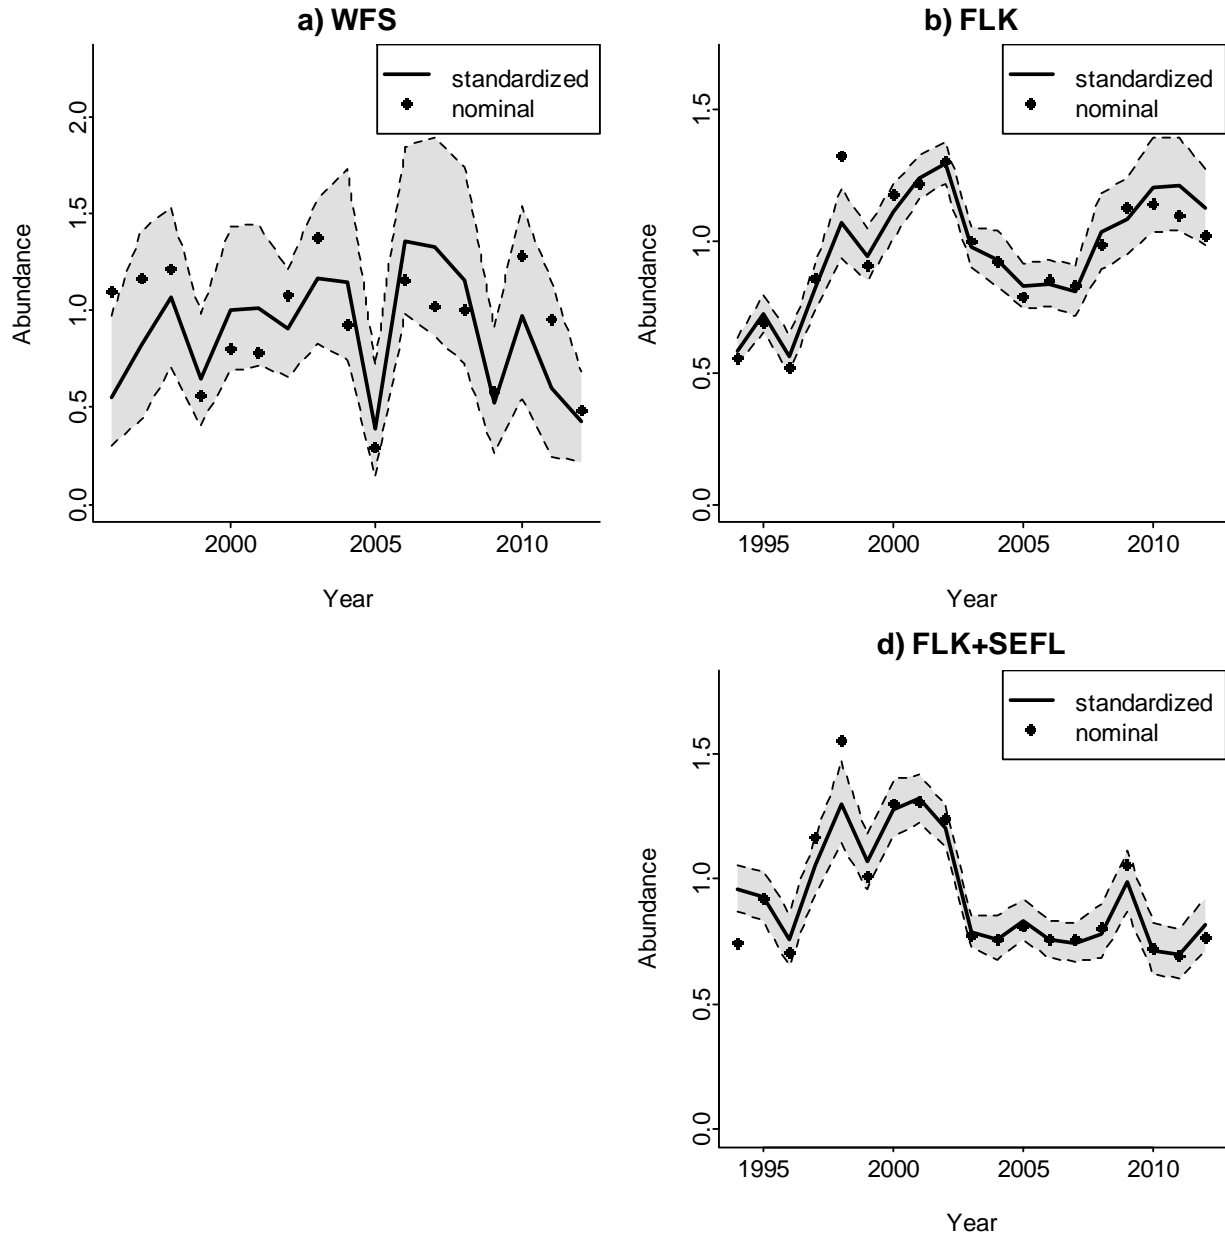 a) WFS
standardized
nominal
Abundance
0.0 0.5 1.0 1.5 2.0
2000 2005 2010
Year
b) FLK
standardized
nominal
Abundance
0.0 0.5 1.0 1.5
1995 2000 2005 2010
Year
d) FLK+SEFL
standardized
nominal
Abundance
0.0 0.5 1.0 1.5
1995 2000 2005 2010
Year